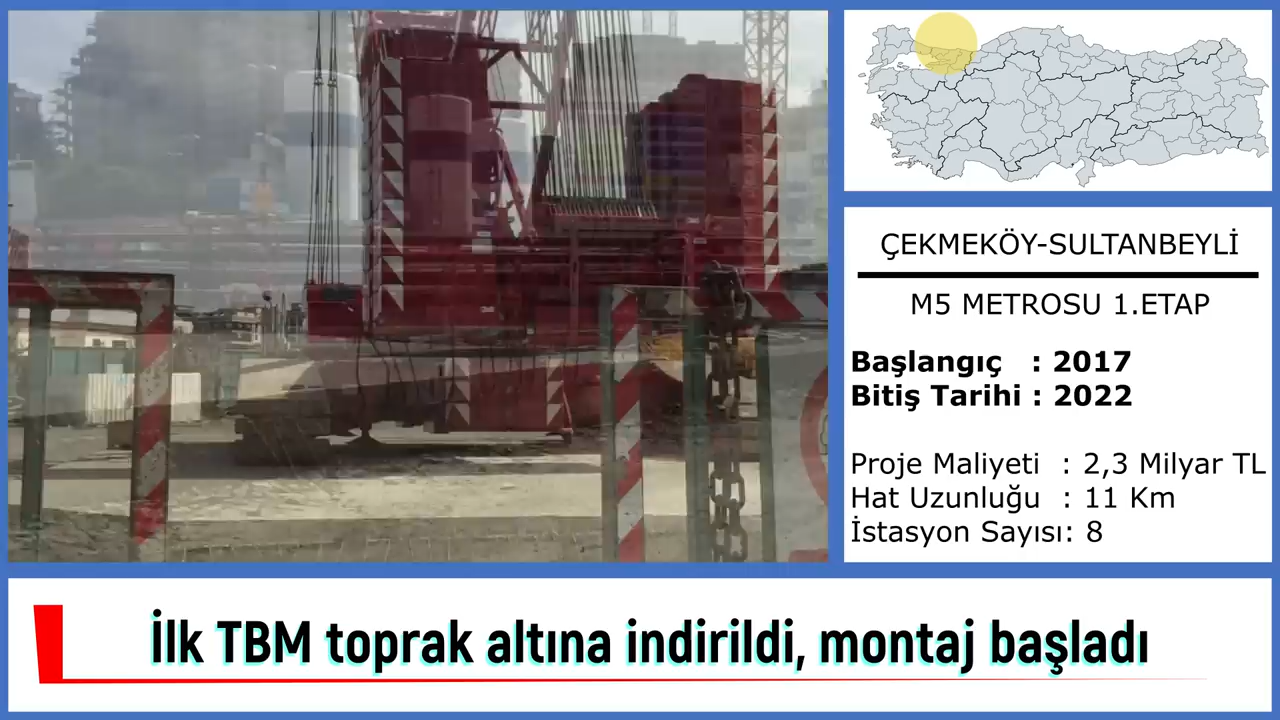 ÇEKMEKÖY-SULTANBEYLİ
M5 METROSU 1.ETAP
Başlangıç : 2017
Bitiş Tarihi : 2022
Proje Maliyeti : 2,3 Milyar TL
Hat Uzunluğu : 11 Km
İstasyon Sayısı: 8
İlk TBM toprak altına indirildi, montaj başladı